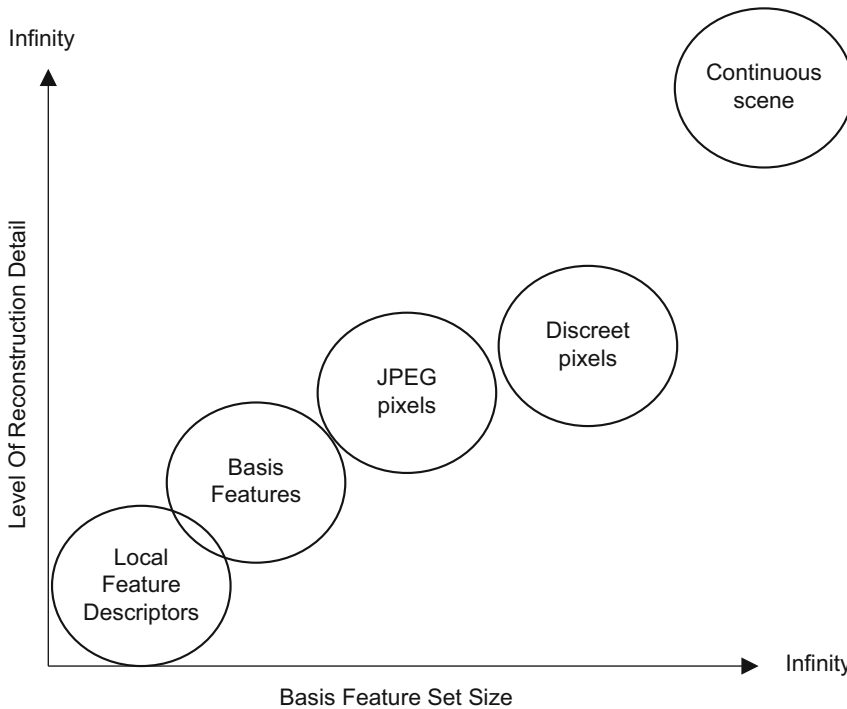 Infinity
Continuous
scene
Level Of Reconstruction Detail
Discreet
pixels
JPEG
pixels
Basis
Features
Local
Feature
Descriptors
Infinity
Basis Feature Set Size